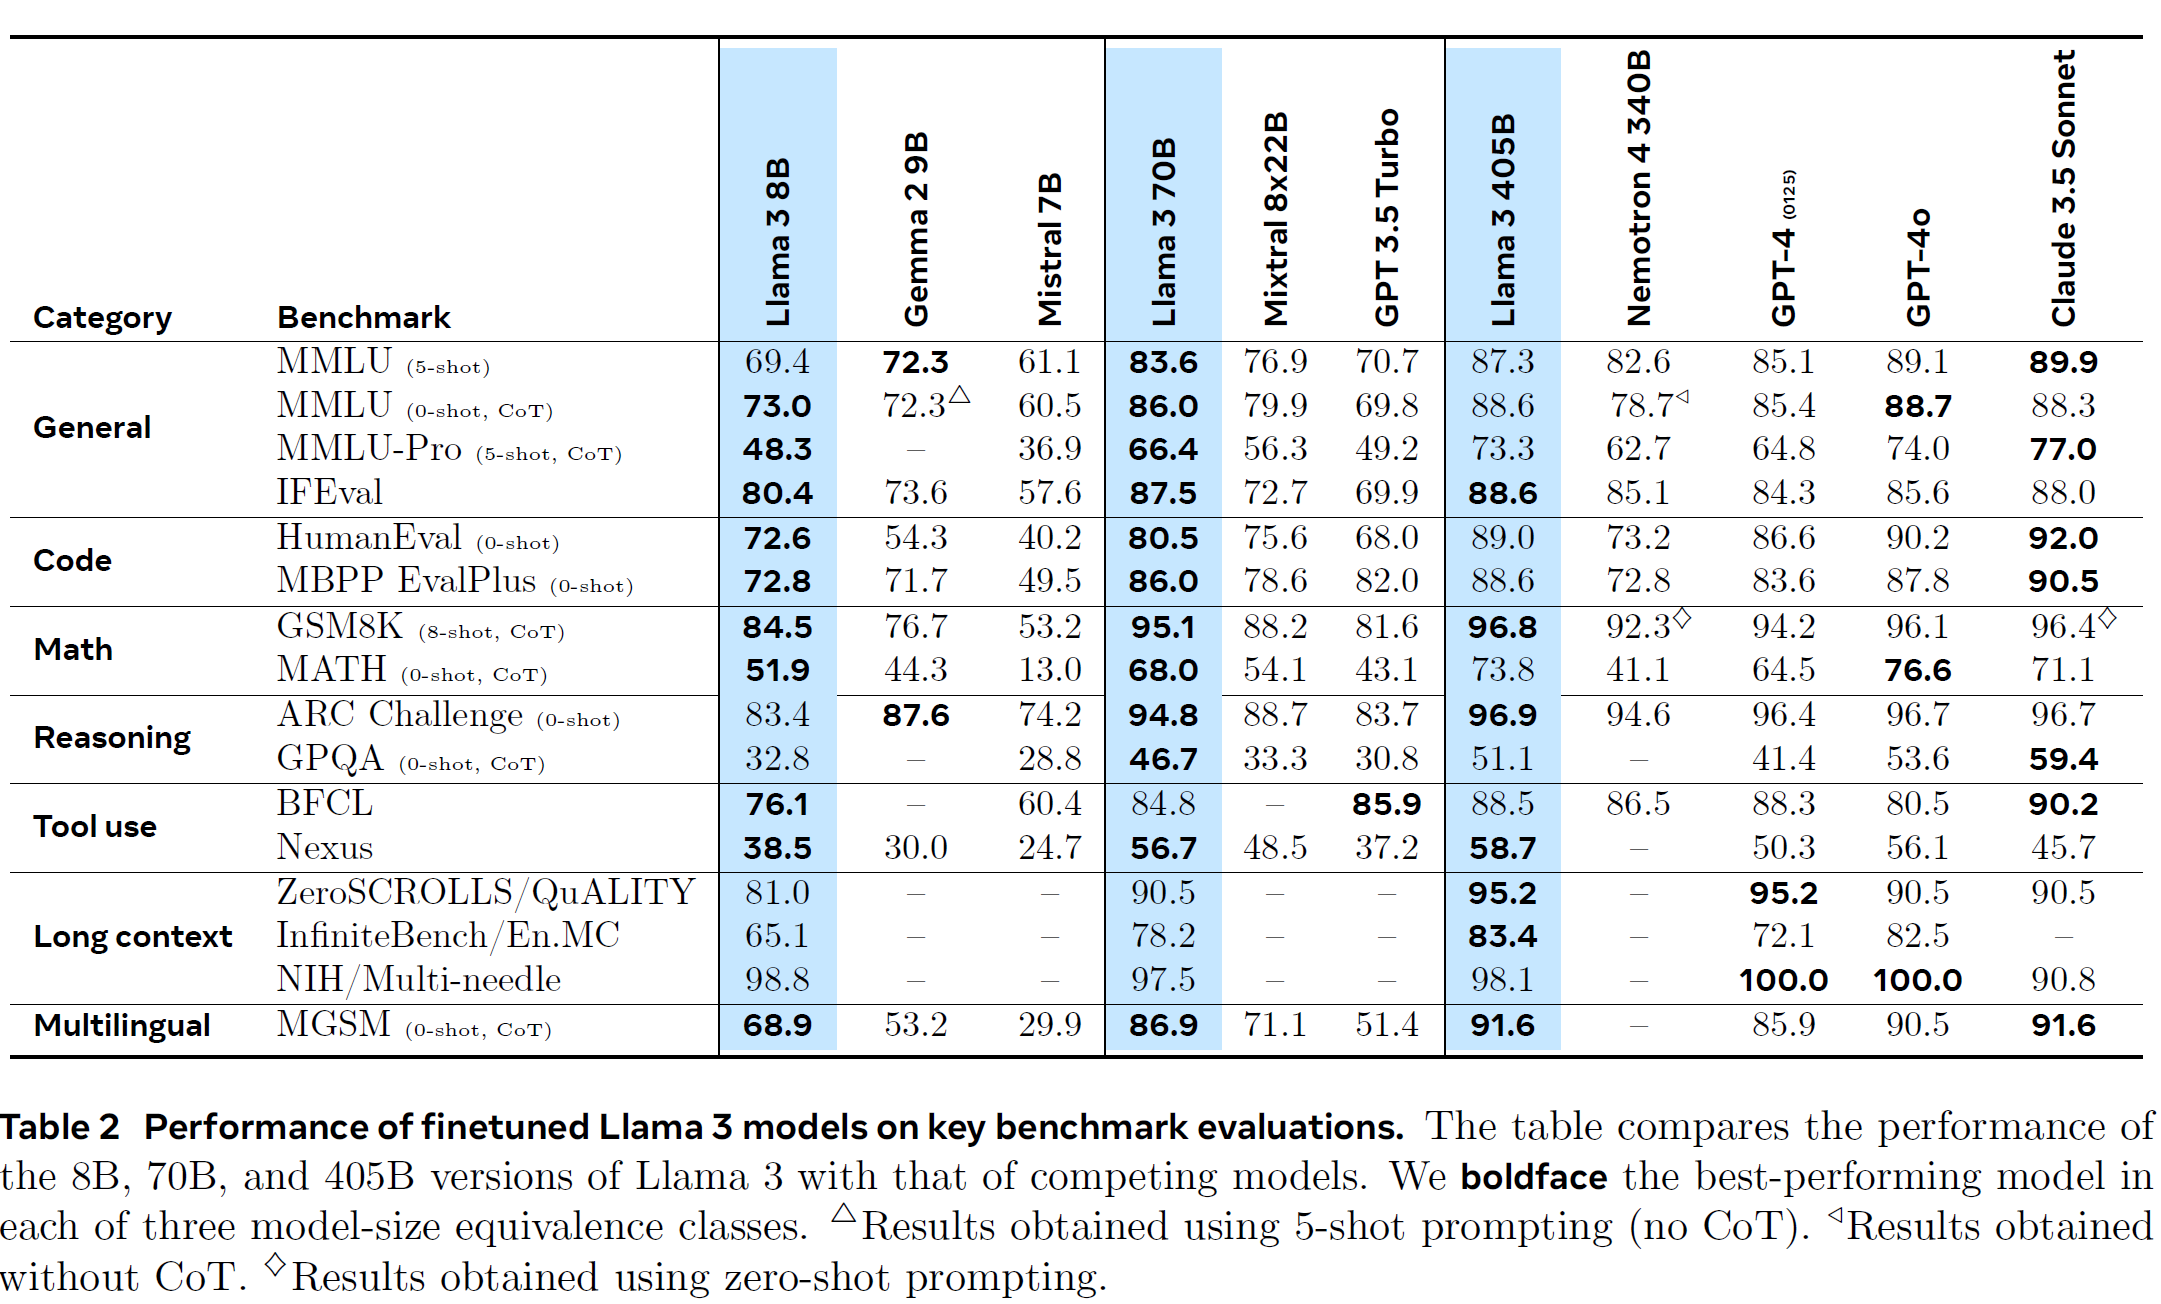 Category Benchmark Llama 3 8B Gemma 2 9B Mistral 7B Llama 3 70B Mixtral 8x22B GPT 3.5 Turbo Llama 3 405B Nemotron 4 340B GPT-4 (0125) GPT-4o Claude 3.5 Sonnet
General
MMLU (5-shot) 69.4 72.3 61.1 83.6 76.9 70.7 87.3 82.6 85.1 89.1 89.9
MMLU (0-shot, CoT) 73.0 72.3△ 60.5 86.0 79.9 69.8 88.6 78.7◁ 85.4 88.7 88.3
MMLU-Pro (5-shot, CoT) 48.3 – 36.9 66.4 56.3 49.2 73.3 62.7 64.8 74.0 77.0
IFEval 80.4 73.6 57.6 87.5 72.7 69.9 88.6 85.1 84.3 85.6 88.0
Code
HumanEval (0-shot) 72.6 54.3 40.2 80.5 75.6 68.0 89.0 73.2 86.6 90.2 92.0
MBPP EvalPlus (0-shot) 72.8 71.7 49.5 86.0 78.6 82.0 88.6 72.8 83.6 87.8 90.5
Math
GSM8K (8-shot, CoT) 84.5 76.7 53.2 95.1 88.2 81.6 96.8 92.3♢ 94.2 96.1 96.4♢
MATH (0-shot, CoT) 51.9 44.3 13.0 68.0 54.1 43.1 73.8 41.1 64.5 76.6 71.1
Reasoning
ARC Challenge (0-shot) 83.4 87.6 74.2 94.8 88.7 83.7 96.9 94.6 96.4 96.7 96.7
GPQA (0-shot, CoT) 32.8 – 28.8 46.7 33.3 30.8 51.1 – 41.4 53.6 59.4
Tool use
BFCL 76.1 – 60.4 84.8 – 85.9 88.5 86.5 88.3 80.5 90.2
Nexus 38.5 30.0 24.7 56.7 48.5 37.2 58.7 – 50.3 56.1 45.7
Long context
ZeroSCROLLS/QuALITY 81.0 – – 90.5 – – 95.2 – 95.2 90.5 90.5
InfiniteBench/En.MC 65.1 – – 78.2 – – 83.4 – 72.1 82.5 –
NIH/Multi-needle 98.8 – – 97.5 – – 98.1 – 100.0 100.0 90.8
Multilingual MGSM (0-shot, CoT) 68.9 53.2 29.9 86.9 71.1 51.4 91.6 – 85.9 90.5 91.6
Table 2 Performance of finetuned Llama 3 models on key benchmark evaluations. The table compares the performance of
the 8B, 70B, and 405B versions of Llama 3 with that of competing models. We boldface the best-performing model in
each of three model-size equivalence classes. △Results obtained using 5-shot prompting (no CoT). ◁Results obtained
without CoT. ♢Results obtained using zero-shot prompting.